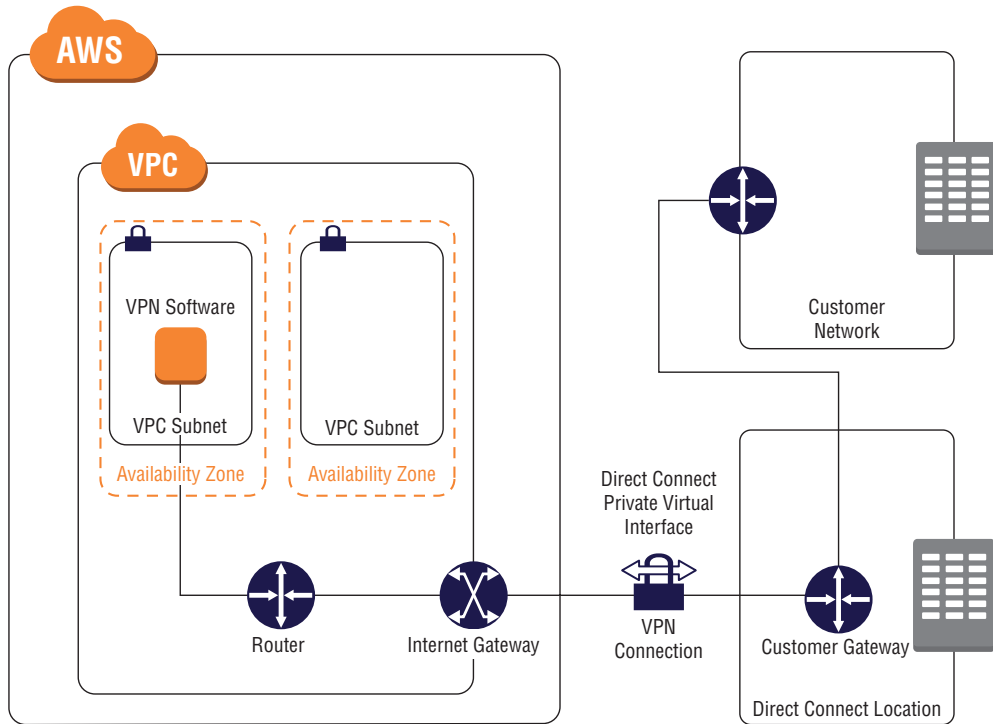 AWS
VPC
VPN Software
VPC Subnet
Availability Zone
VPC Subnet
Availability Zone
Router
Internet Gateway
Direct Connect
Private Virtual
Interface
VPN
Connection
Customer
Network
Customer Gateway
Direct Connect Location